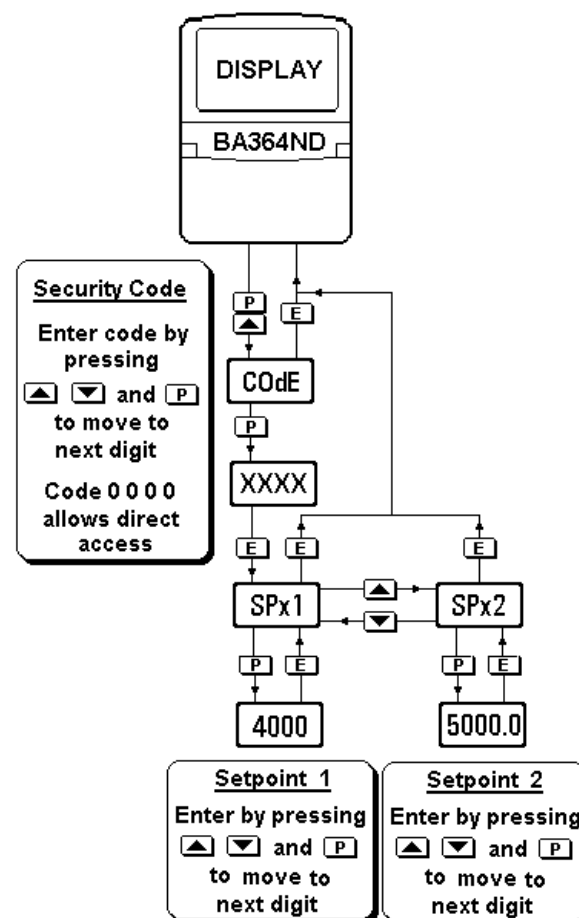 DISPLAY
BA364ND
Security Code
Enter code by
pressing
▲ ▼ and P
to move to
next digit
Code 0 0 0 0
allows direct
access
P
▲
E
COdE
P
XXXX
E
E
E
SPx1
▲
▼
SPx2
P
E
P
E
4000
5000.0
Setpoint 1
Enter by pressing
▲ ▼ and P
to move to
next digit
Setpoint 2
Enter by pressing
▲ ▼ and P
to move to
next digit